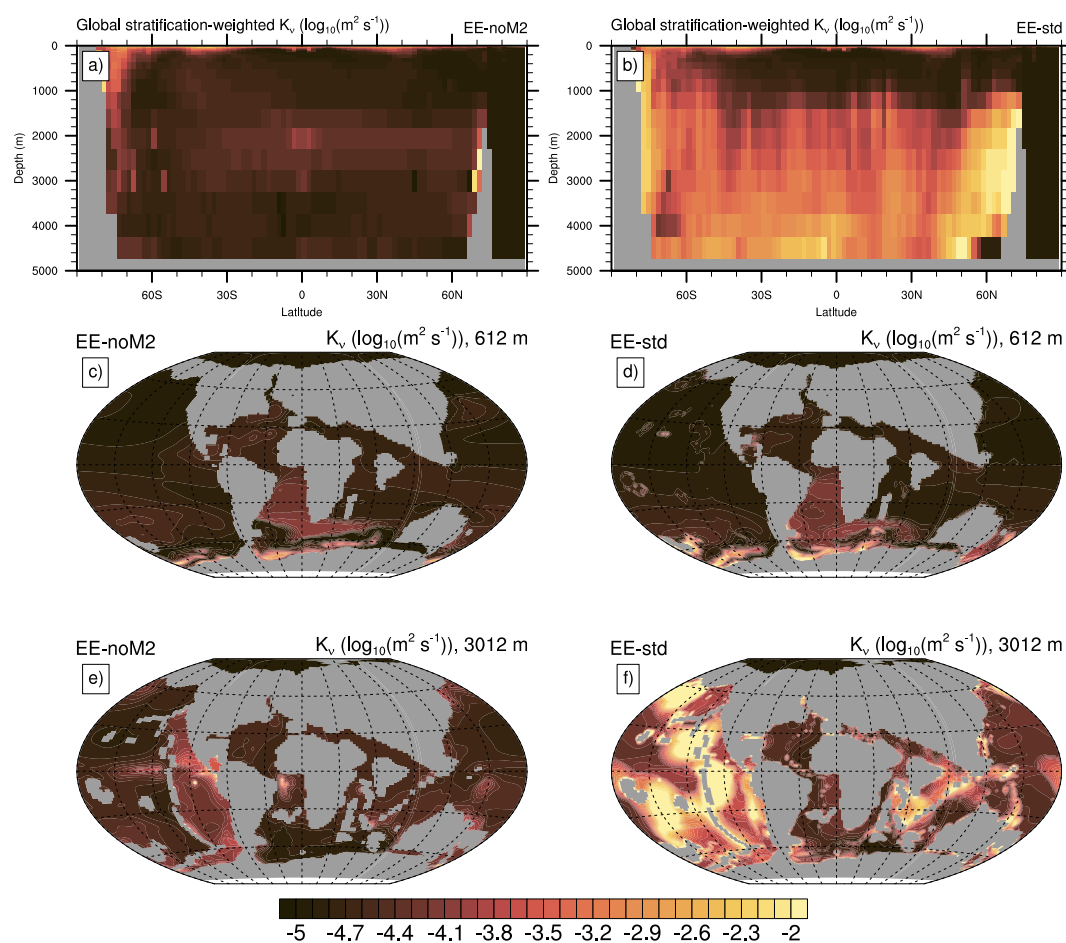 Global stratification-weighted Kv (log10(m2 s-1)) EE-noM2
a)
0
1000
2000
3000
4000
5000
Depth (m)
60S 30S 0 30N 60N
Latitude
Global stratification-weighted Kv (log10(m2 s-1)) EE-std
b)
0
1000
2000
3000
4000
5000
Depth (m)
60S 30S 0 30N 60N
Latitude
EE-noM2 Kv (log10(m2 s-1)), 612 m
c)
EE-std Kv (log10(m2 s-1)), 612 m
d)
EE-noM2 Kv (log10(m2 s-1)), 3012 m
e)
EE-std Kv (log10(m2 s-1)), 3012 m
f)
-5 -4.7 -4.4 -4.1 -3.8 -3.5 -3.2 -2.9 -2.6 -2.3 -2